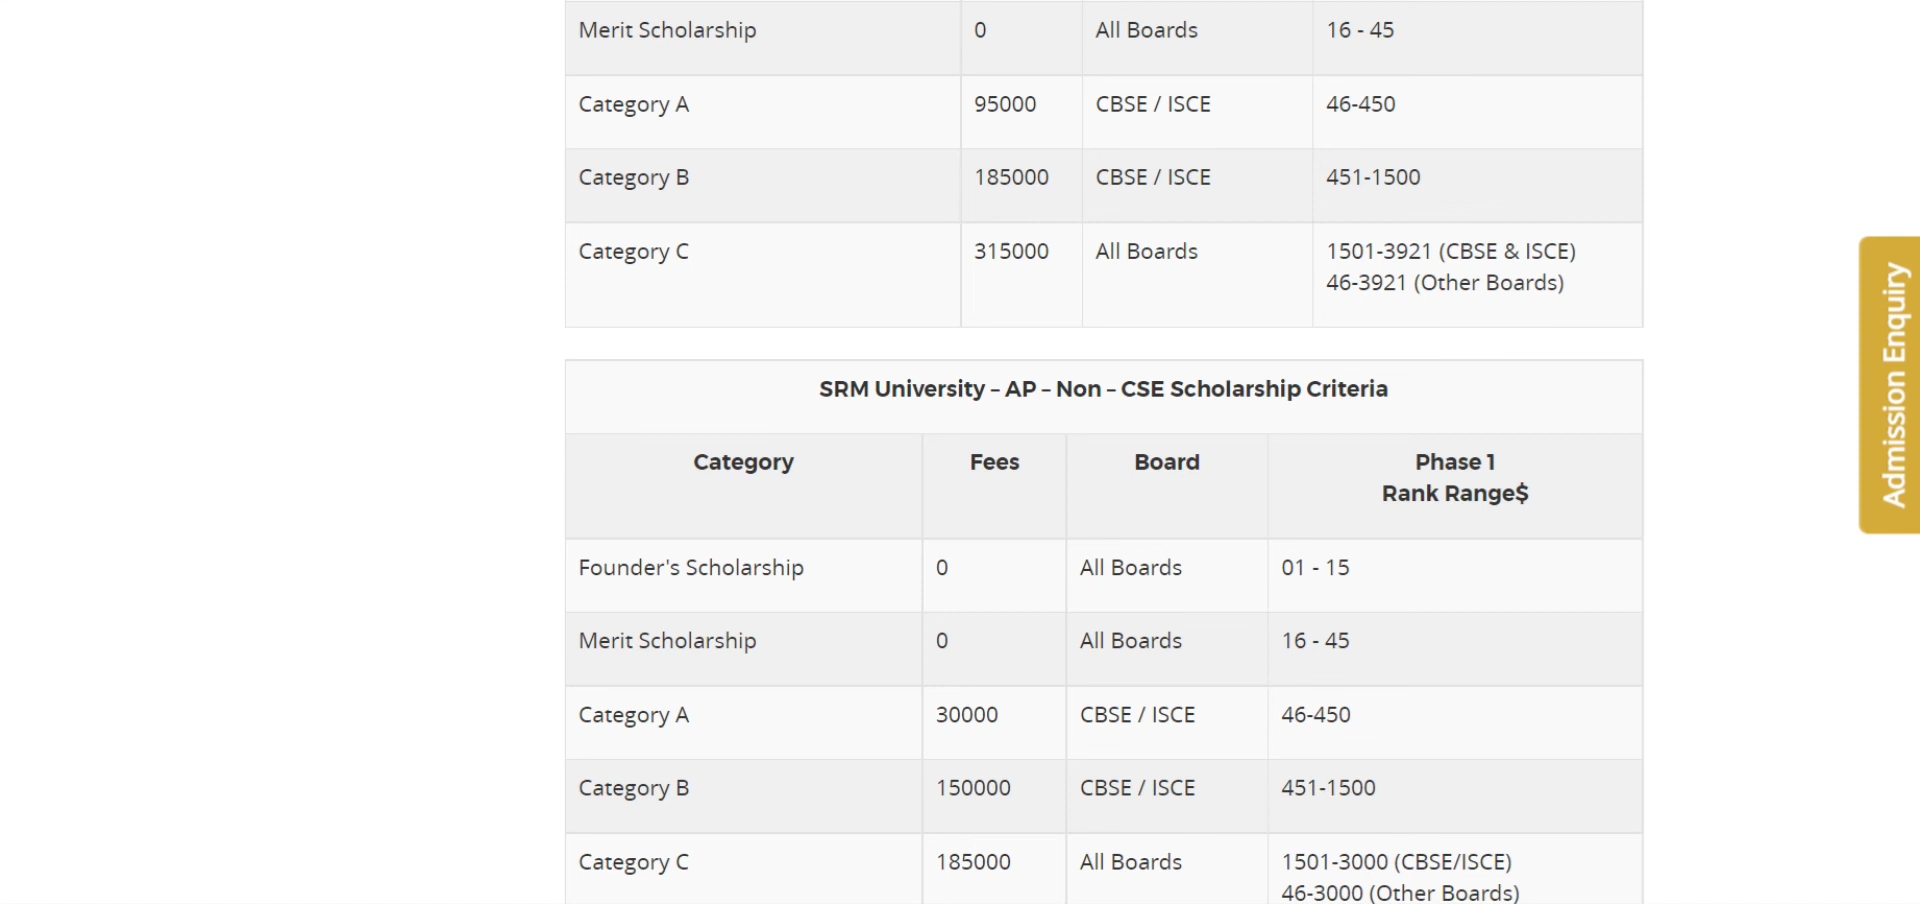 Merit Scholarship 0 All Boards 16 - 45
Category A 95000 CBSE / ISCE 46-450
Category B 185000 CBSE / ISCE 451-1500
Category C 315000 All Boards 1501-3921 (CBSE & ISCE)
46-3921 (Other Boards)
SRM University – AP – Non – CSE Scholarship Criteria
Category Fees Board Phase 1
Rank Range$
Founder's Scholarship 0 All Boards 01 - 15
Merit Scholarship 0 All Boards 16 - 45
Category A 30000 CBSE / ISCE 46-450
Category B 150000 CBSE / ISCE 451-1500
Category C 185000 All Boards 1501-3000 (CBSE/ISCE)
46-3000 (Other Boards)
Admission Enquiry